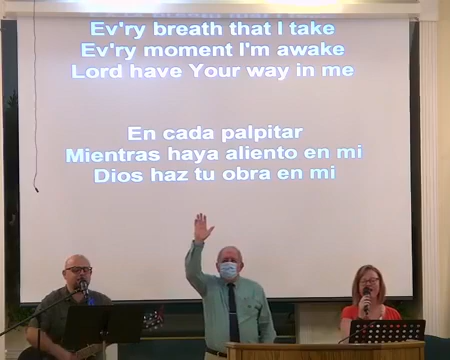 Ev'ry breath that I take
Ev'ry moment I'm awake
Lord have Your way in me
En cada palpitar
Mientras haya aliento en mi
Dios haz tu obra en mi